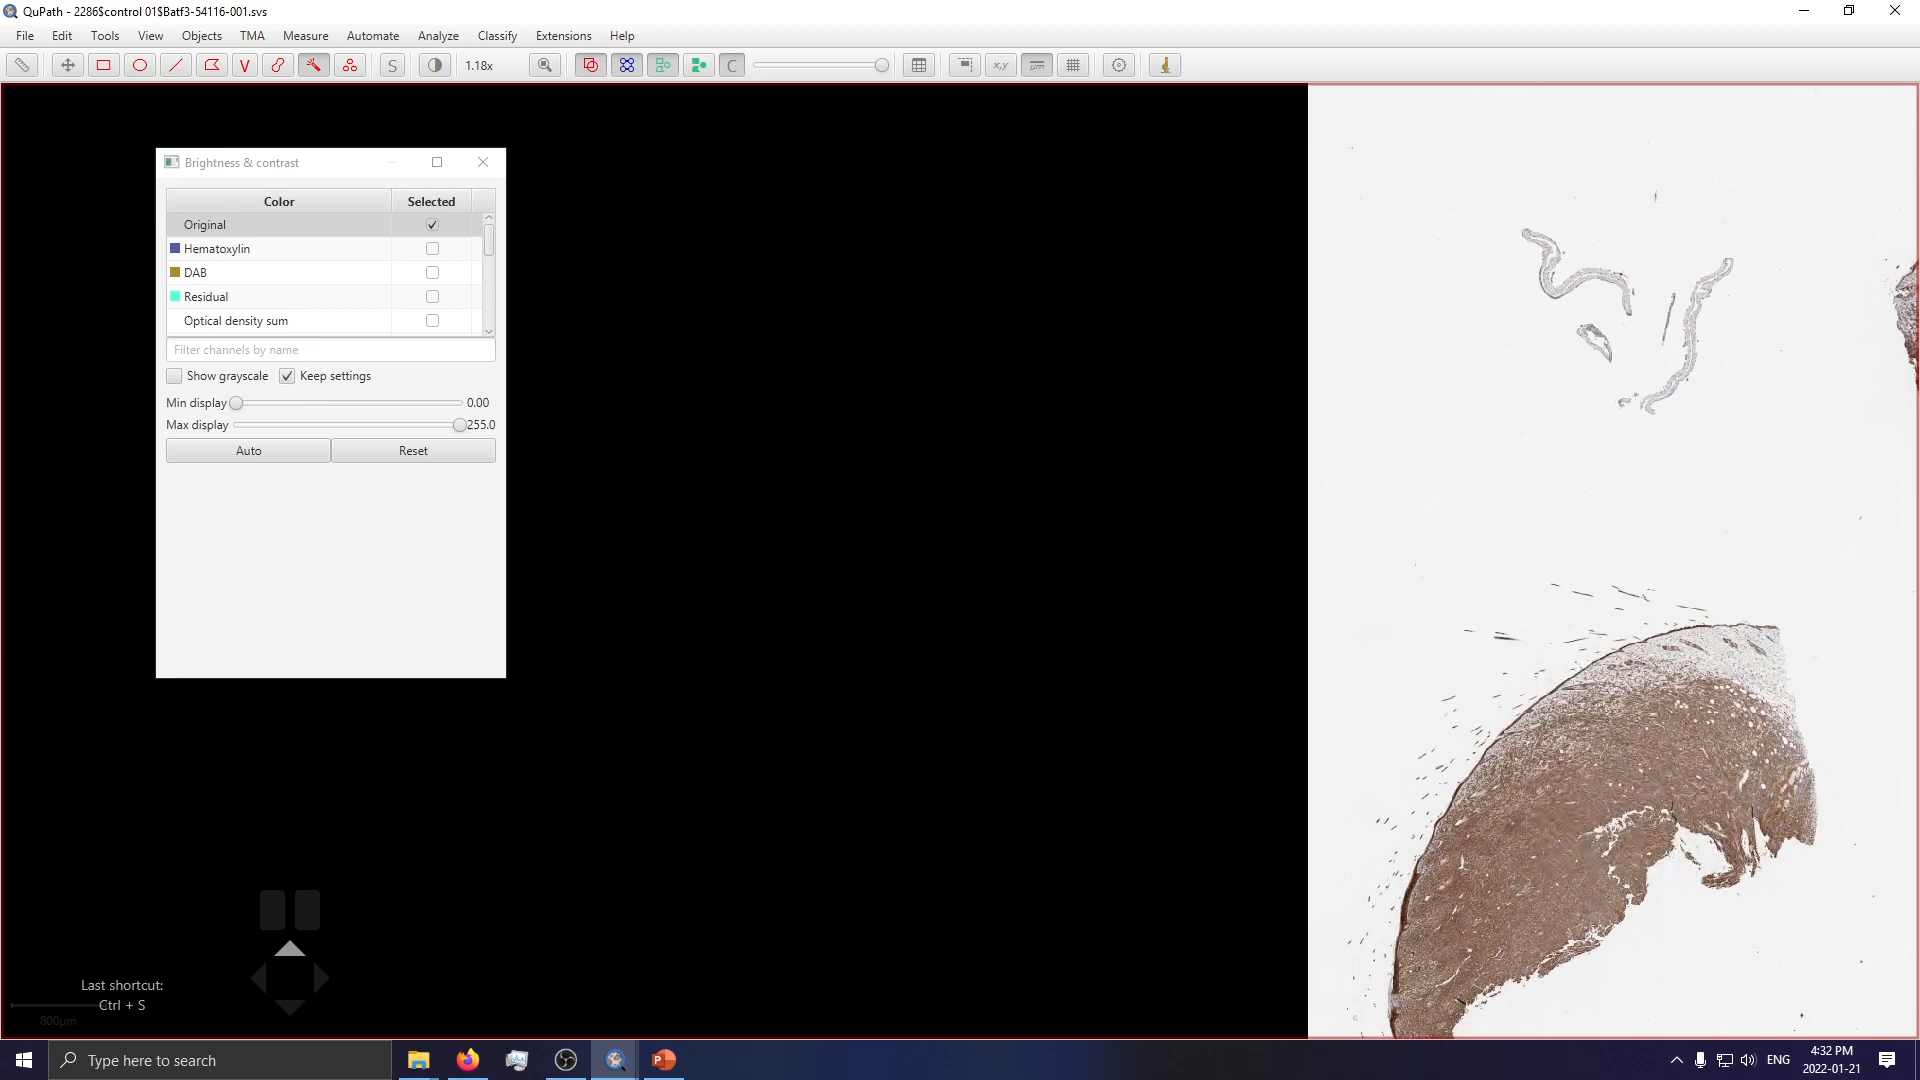 QuPath - 2286$control 01$Batf3-54116-001.svs
File Edit Tools View Objects TMA Measure Automate Analyze Classify Extensions Help
V S 1.18x C x,y μm
Brightness & contrast
Color Selected
Original
Hematoxylin
DAB
Residual
Optical density sum
Filter channels by name
Show grayscale Keep settings
Min display 0.00
Max display 255.0
Auto Reset
Last shortcut:
Ctrl + S
800μm
Type here to search
P
ENG
4:32 PM
2022-01-21